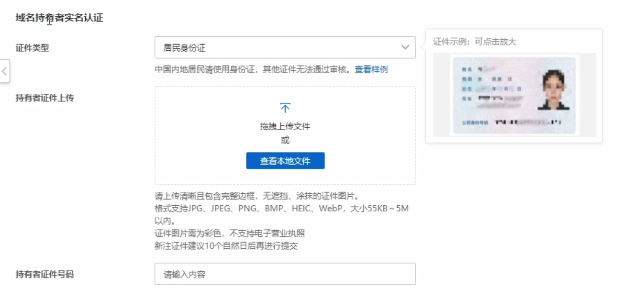 域名持有者实名认证
证件类型
居民身份证
证件示例：可点击放大
中国内地居民请使用身份证，其他证件无法通过审核。查看样例
持有者证件上传
拖拽上传文件
或
查看本地文件
请上传清晰且包含完整边框，无遮挡、涂抹的证件图片。
格式支持JPG、JPEG、PNG、BMP、HEIC、WebP，大小55KB~5M
以内。
证件图片需为彩色，不支持电子营业执照
新注证件建议10个自然日后再进行提交
持有者证件号码
请输入内容